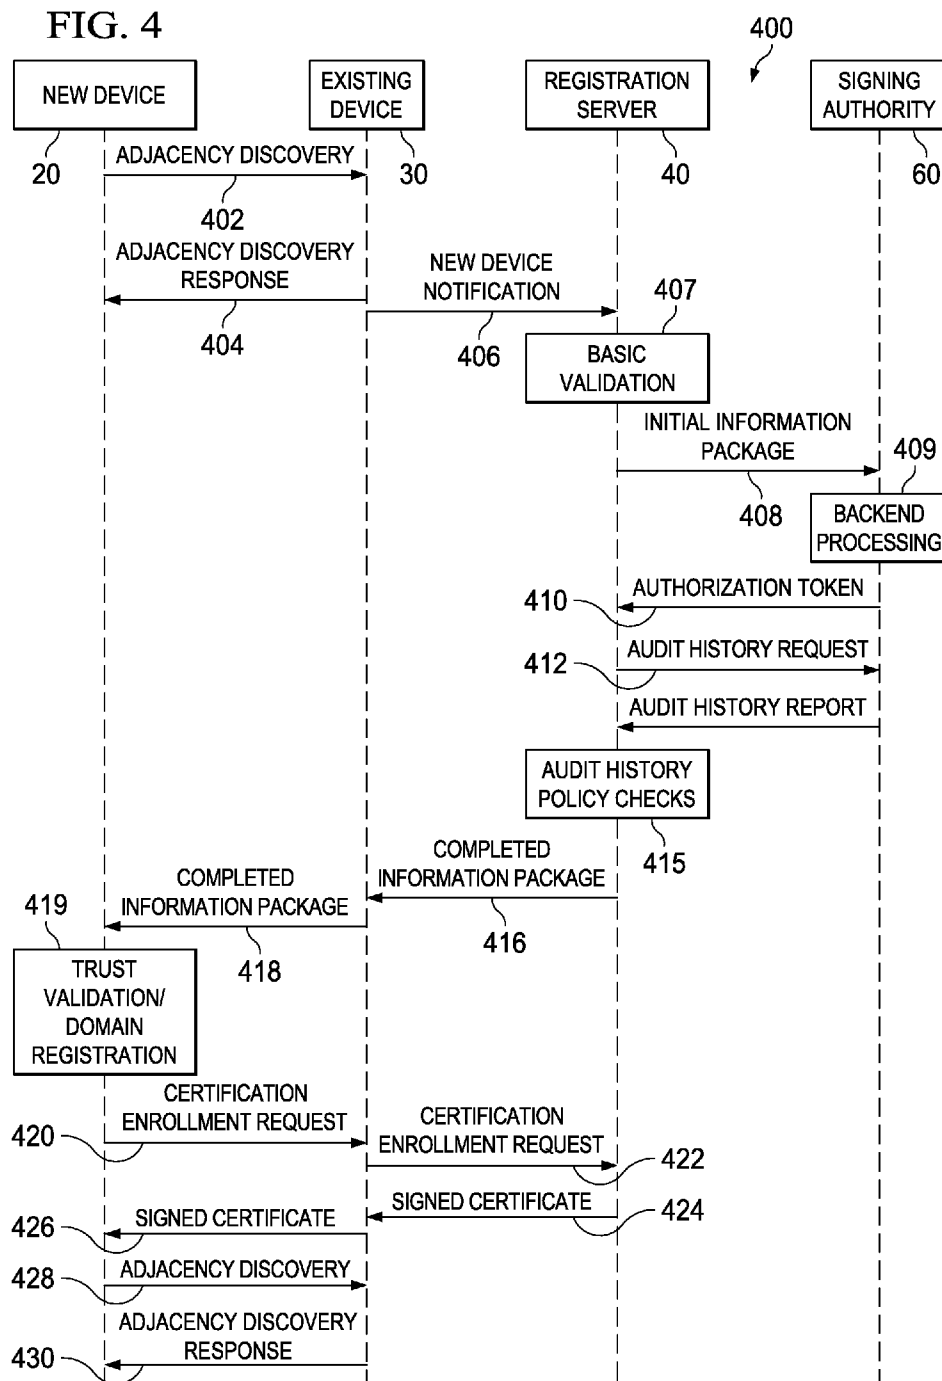 FIG. 4
400
NEW DEVICE
EXISTING
DEVICE
REGISTRATION
SERVER
SIGNING
AUTHORITY
20
30
40
60
ADJACENCY DISCOVERY
402
ADJACENCY DISCOVERY
RESPONSE
404
NEW DEVICE
NOTIFICATION
406
407
BASIC
VALIDATION
INITIAL INFORMATION
PACKAGE
408
409
BACKEND
PROCESSING
AUTHORIZATION TOKEN
410
AUDIT HISTORY REQUEST
412
AUDIT HISTORY REPORT
AUDIT HISTORY
POLICY CHECKS
415
COMPLETED
INFORMATION PACKAGE
416
COMPLETED
INFORMATION PACKAGE
418
419
TRUST
VALIDATION/
DOMAIN
REGISTRATION
CERTIFICATION
ENROLLMENT REQUEST
420
CERTIFICATION
ENROLLMENT REQUEST
422
SIGNED CERTIFICATE
424
SIGNED CERTIFICATE
426
ADJACENCY DISCOVERY
428
ADJACENCY DISCOVERY
RESPONSE
430